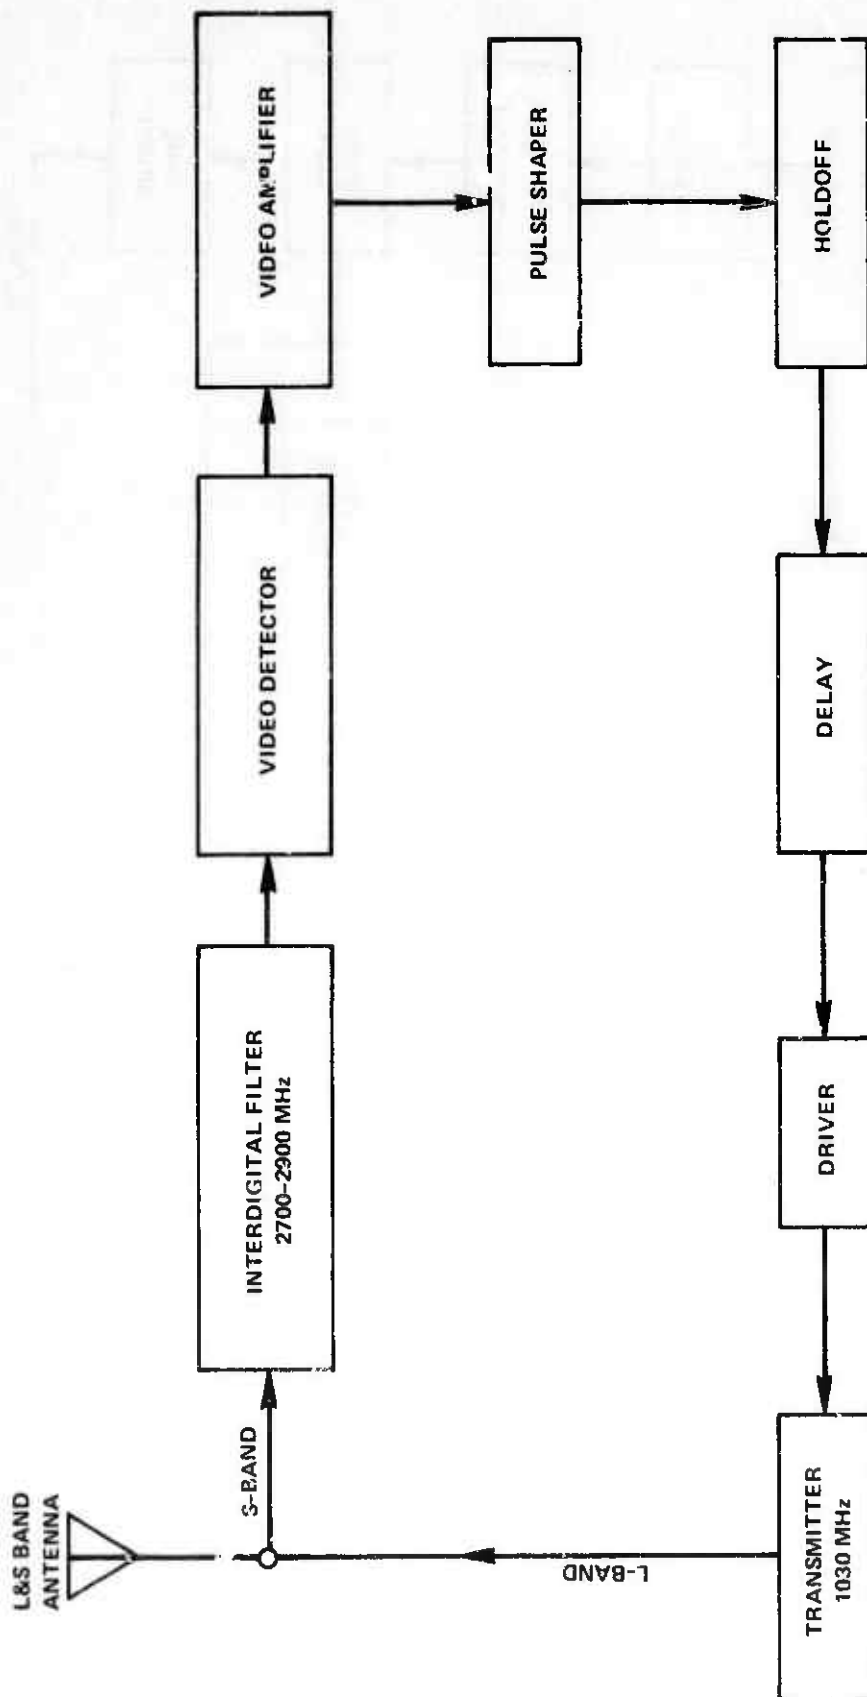 L&S BAND
ANTENNA
S-BAND
INTERDIGITAL FILTER
2700-2900 MHz
VIDEO DETECTOR
VIDEO AMPLIFIER
PULSE SHAPER
HOLDOFF
DELAY
DRIVER
TRANSMITTER
1030 MHz
L-BAND